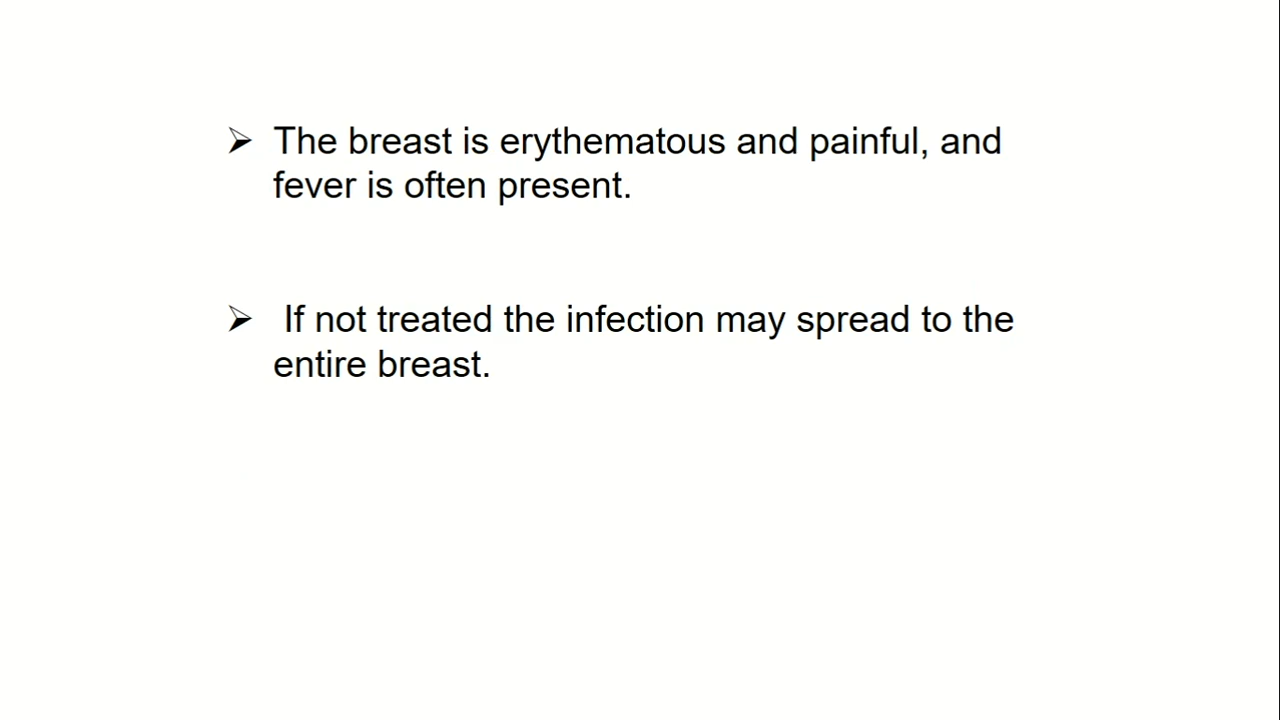 ➢ The breast is erythematous and painful, and
fever is often present.
➢ If not treated the infection may spread to the
entire breast.